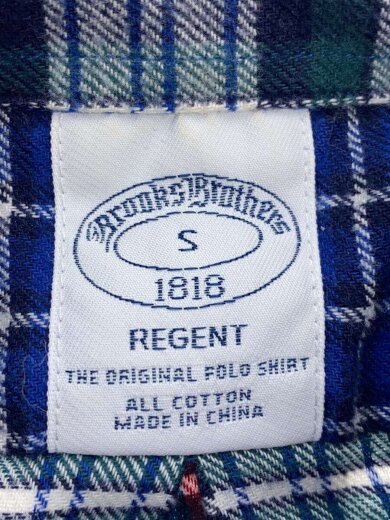 Brooks Brothers
S
1818
REGENT
THE ORIGINAL POLO SHIRT
ALL COTTON
MADE IN CHINA